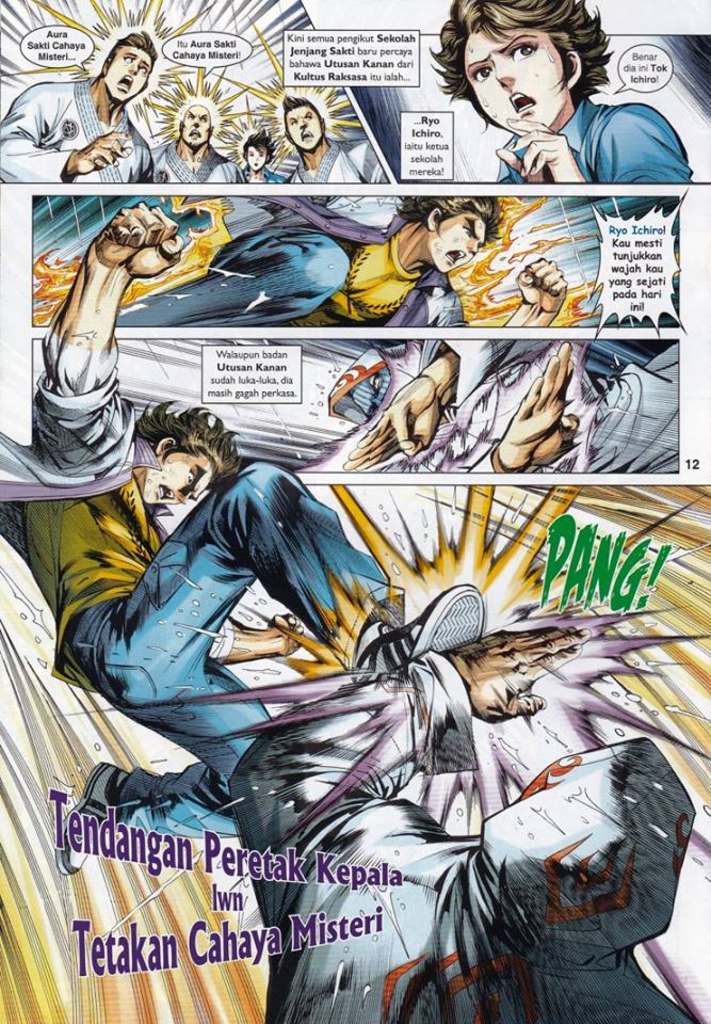 Aura
Sakti Cahaya
Misteri...
Itu Aura Sakti
Cahaya Misteri!
Kini semua pengikut Sekolah
Jenjang Sakti baru percaya
bahawa Utusan Kanan dari
Kultus Raksasa itu ialah...
...Ryo
Ichiro,
iaitu ketua
sekolah
mereka!
Benar
dia ini Tok
Ichiro!
Ryo Ichiro!
Kau mesti
tunjukkan
wajah kau
yang sejati
pada hari
ini!
Walaupun badan
Utusan Kanan
sudah luka-luka, dia
masih gagah perkasa.
12
PANG!
Tendangan Peretak Kepala
lwn
Tetakan Cahaya Misteri